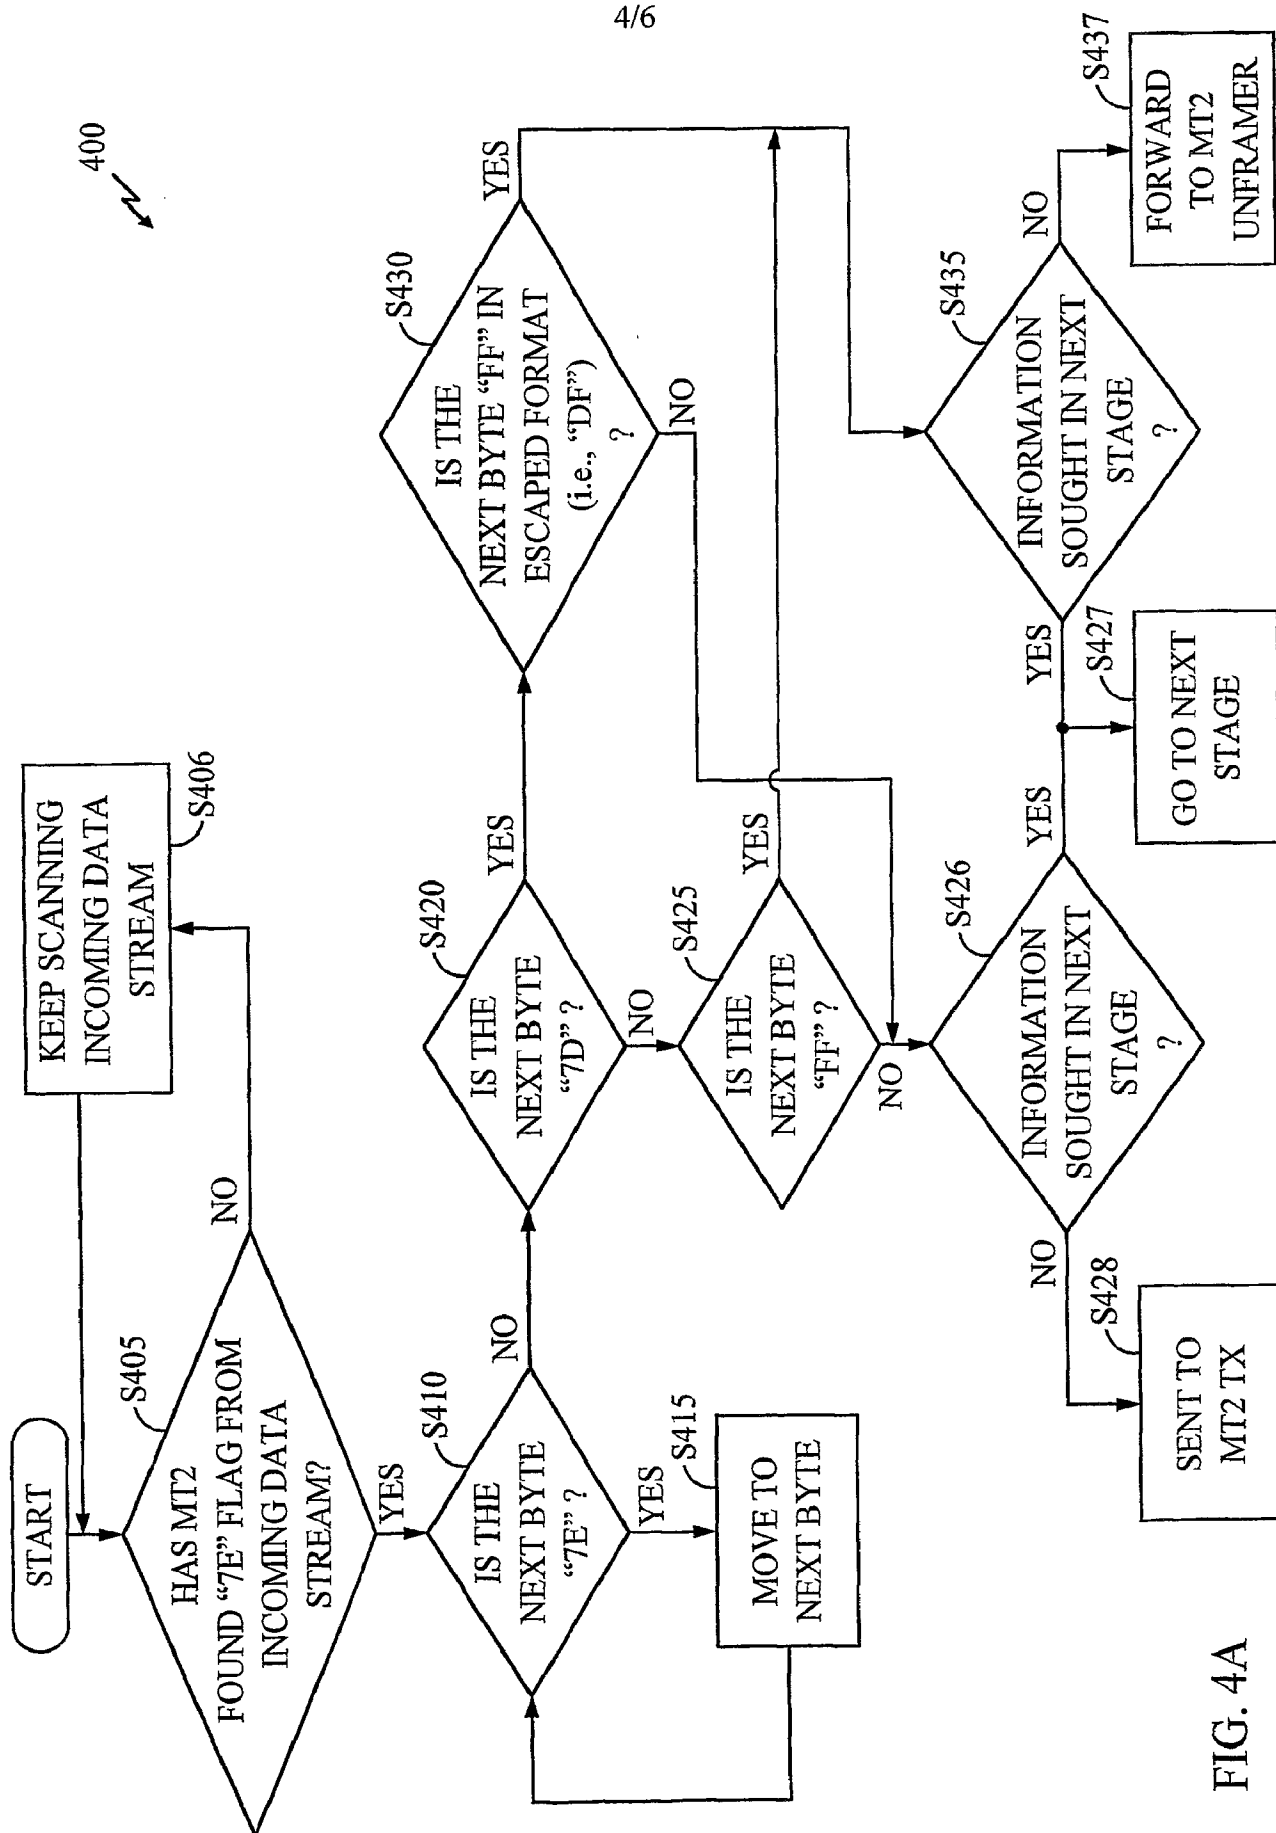 4/6
400
START
S405
HAS MT2
FOUND “7E” FLAG FROM
INCOMING DATA
STREAM?
NO
YES
S406
KEEP SCANNING
INCOMING DATA
STREAM
S410
IS THE
NEXT BYTE
“7E” ?
NO
YES
S415
MOVE TO
NEXT BYTE
S420
IS THE
NEXT BYTE
“7D” ?
YES
NO
S425
IS THE
NEXT BYTE
“FF” ?
YES
NO
S430
IS THE
NEXT BYTE “FF” IN
ESCAPED FORMAT
(i.e., “DF”)
?
YES
NO
S426
INFORMATION
SOUGHT IN NEXT
STAGE
?
NO
YES
S428
SENT TO
MT2 TX
S427
GO TO NEXT
STAGE
S435
INFORMATION
SOUGHT IN NEXT
STAGE
?
YES
NO
S437
FORWARD
TO MT2
UNFRAMER
FIG. 4A